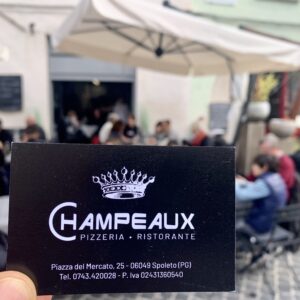 CHAMPEAUX
PIZZERIA • RISTORANTE
Piazza del Mercato, 25 - 06049 Spoleto (PG)
Tel. 0743.420028 - P. Iva 02431360540